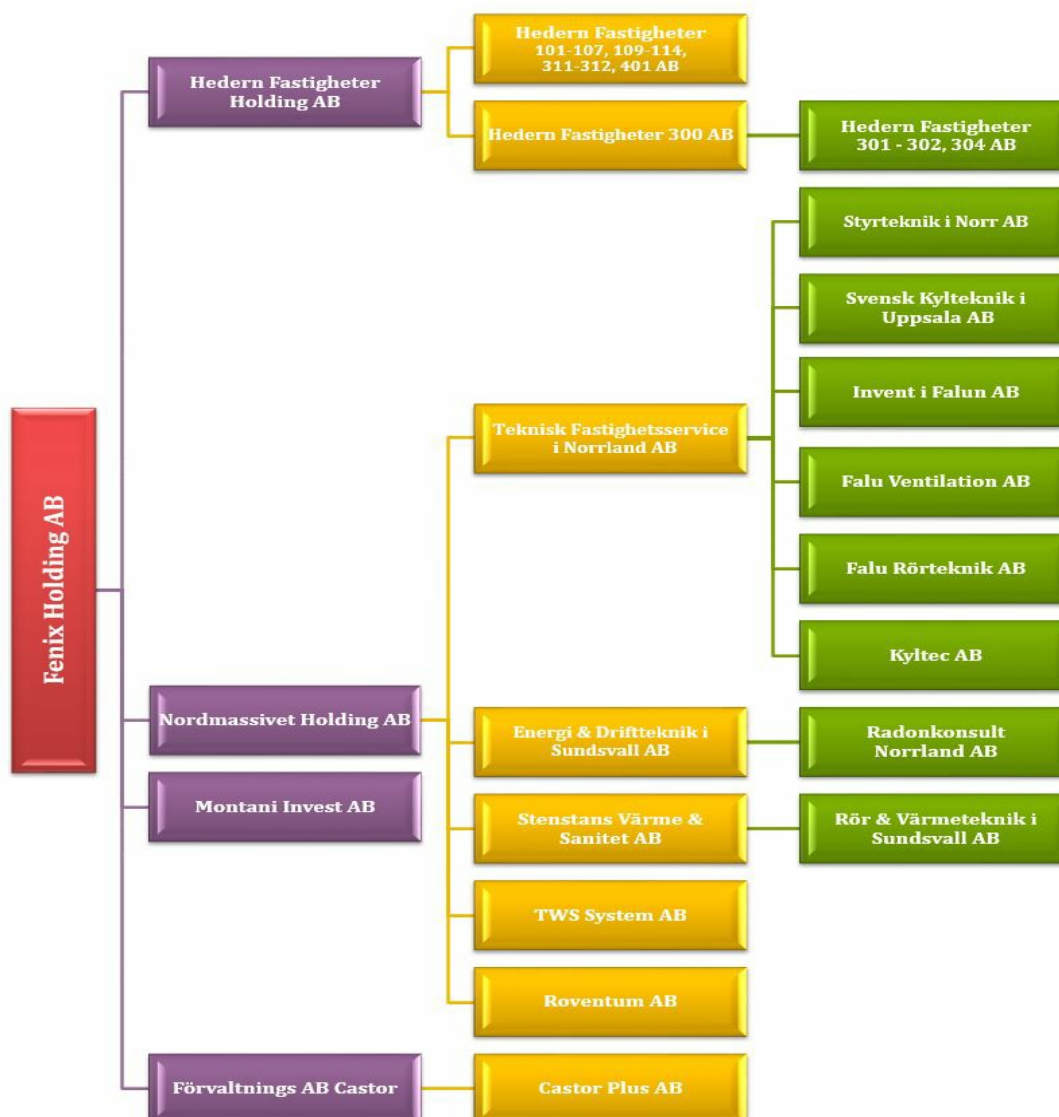 Fenix Holding AB
Hedern Fastigheter
Holding AB
Hedern Fastigheter
101-107, 109-114,
311-312, 401 AB
Hedern Fastigheter 300 AB
Hedern Fastigheter
301 - 302, 304 AB
Nordmassivet Holding AB
Teknisk Fastighetsservice
i Norrland AB
Styrteknik i Norr AB
Svensk Kylteknik i
Uppsala AB
Invent i Falun AB
Falu Ventilation AB
Falu Rörteknik AB
Kyltec AB
Energi & Driftteknik i
Sundsvall AB
Radonkonsult
Norrland AB
Stenstans Värme &
Sanitet AB
Rör & Värmeteknik i
Sundsvall AB
TWS System AB
Roventum AB
Montani Invest AB
Förvaltnings AB Castor
Castor Plus AB